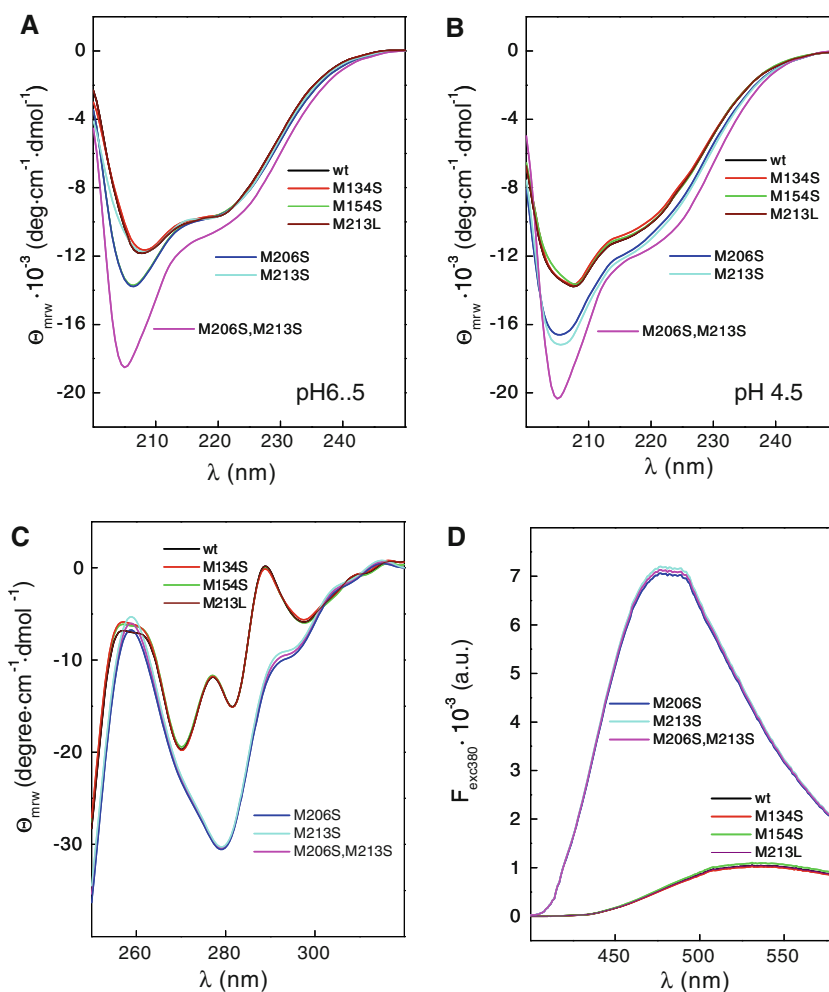 A
Θmrw · 10⁻³ (deg·cm⁻¹·dmol⁻¹)
0
-4
-8
-12
-16
-20
wt
M134S
M154S
M213L
M206S
M213S
M206S,M213S
pH6..5
210 220 230 240
λ (nm)
B
Θmrw · 10⁻³ (deg·cm⁻¹·dmol⁻¹)
0
-4
-8
-12
-16
-20
wt
M134S
M154S
M213L
M206S
M213S
M206S,M213S
pH 4.5
210 220 230 240
λ (nm)
C
Θmrw (degree·cm⁻¹·dmol⁻¹)
0
-10
-20
-30
wt
M134S
M154S
M213L
M206S
M213S
M206S,M213S
260 280 300
λ (nm)
D
Fexc380 · 10⁻³ (a.u.)
7
6
5
4
3
2
1
0
M206S
M213S
M206S,M213S
wt
M134S
M154S
M213L
450 500 550
λ (nm)